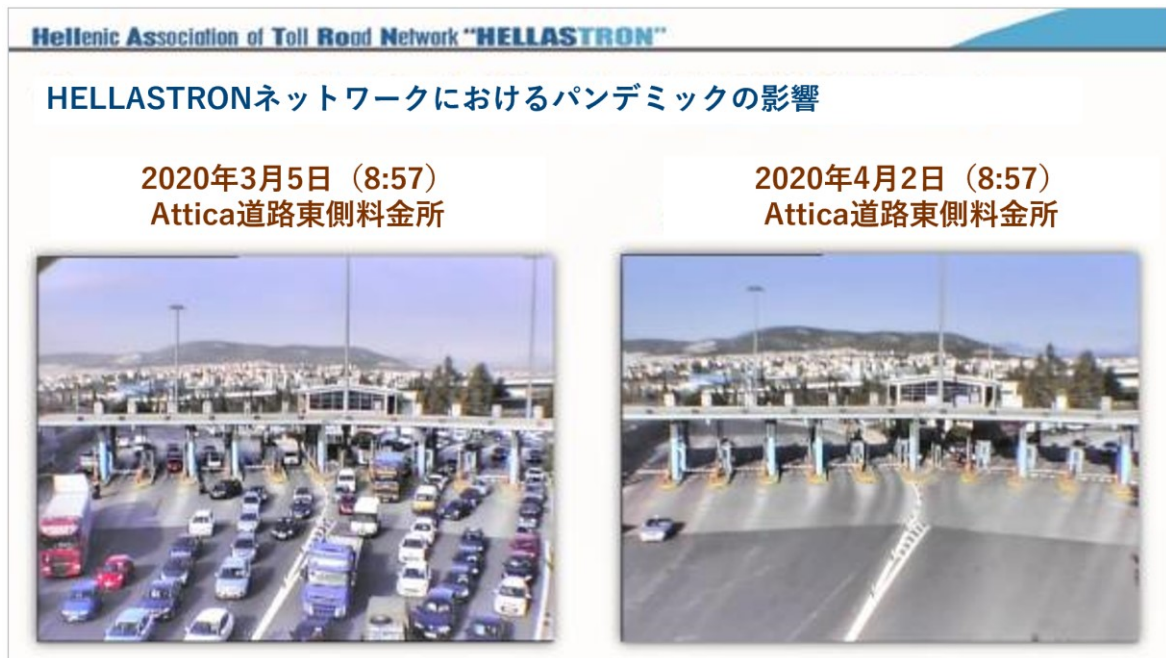 Hellenic Association of Toll Road Network “HELLASTRON”
HELLASTRONネットワークにおけるパンデミックの影響
2020年3月5日（8:57）
Attica道路東側料金所
2020年4月2日（8:57）
Attica道路東側料金所